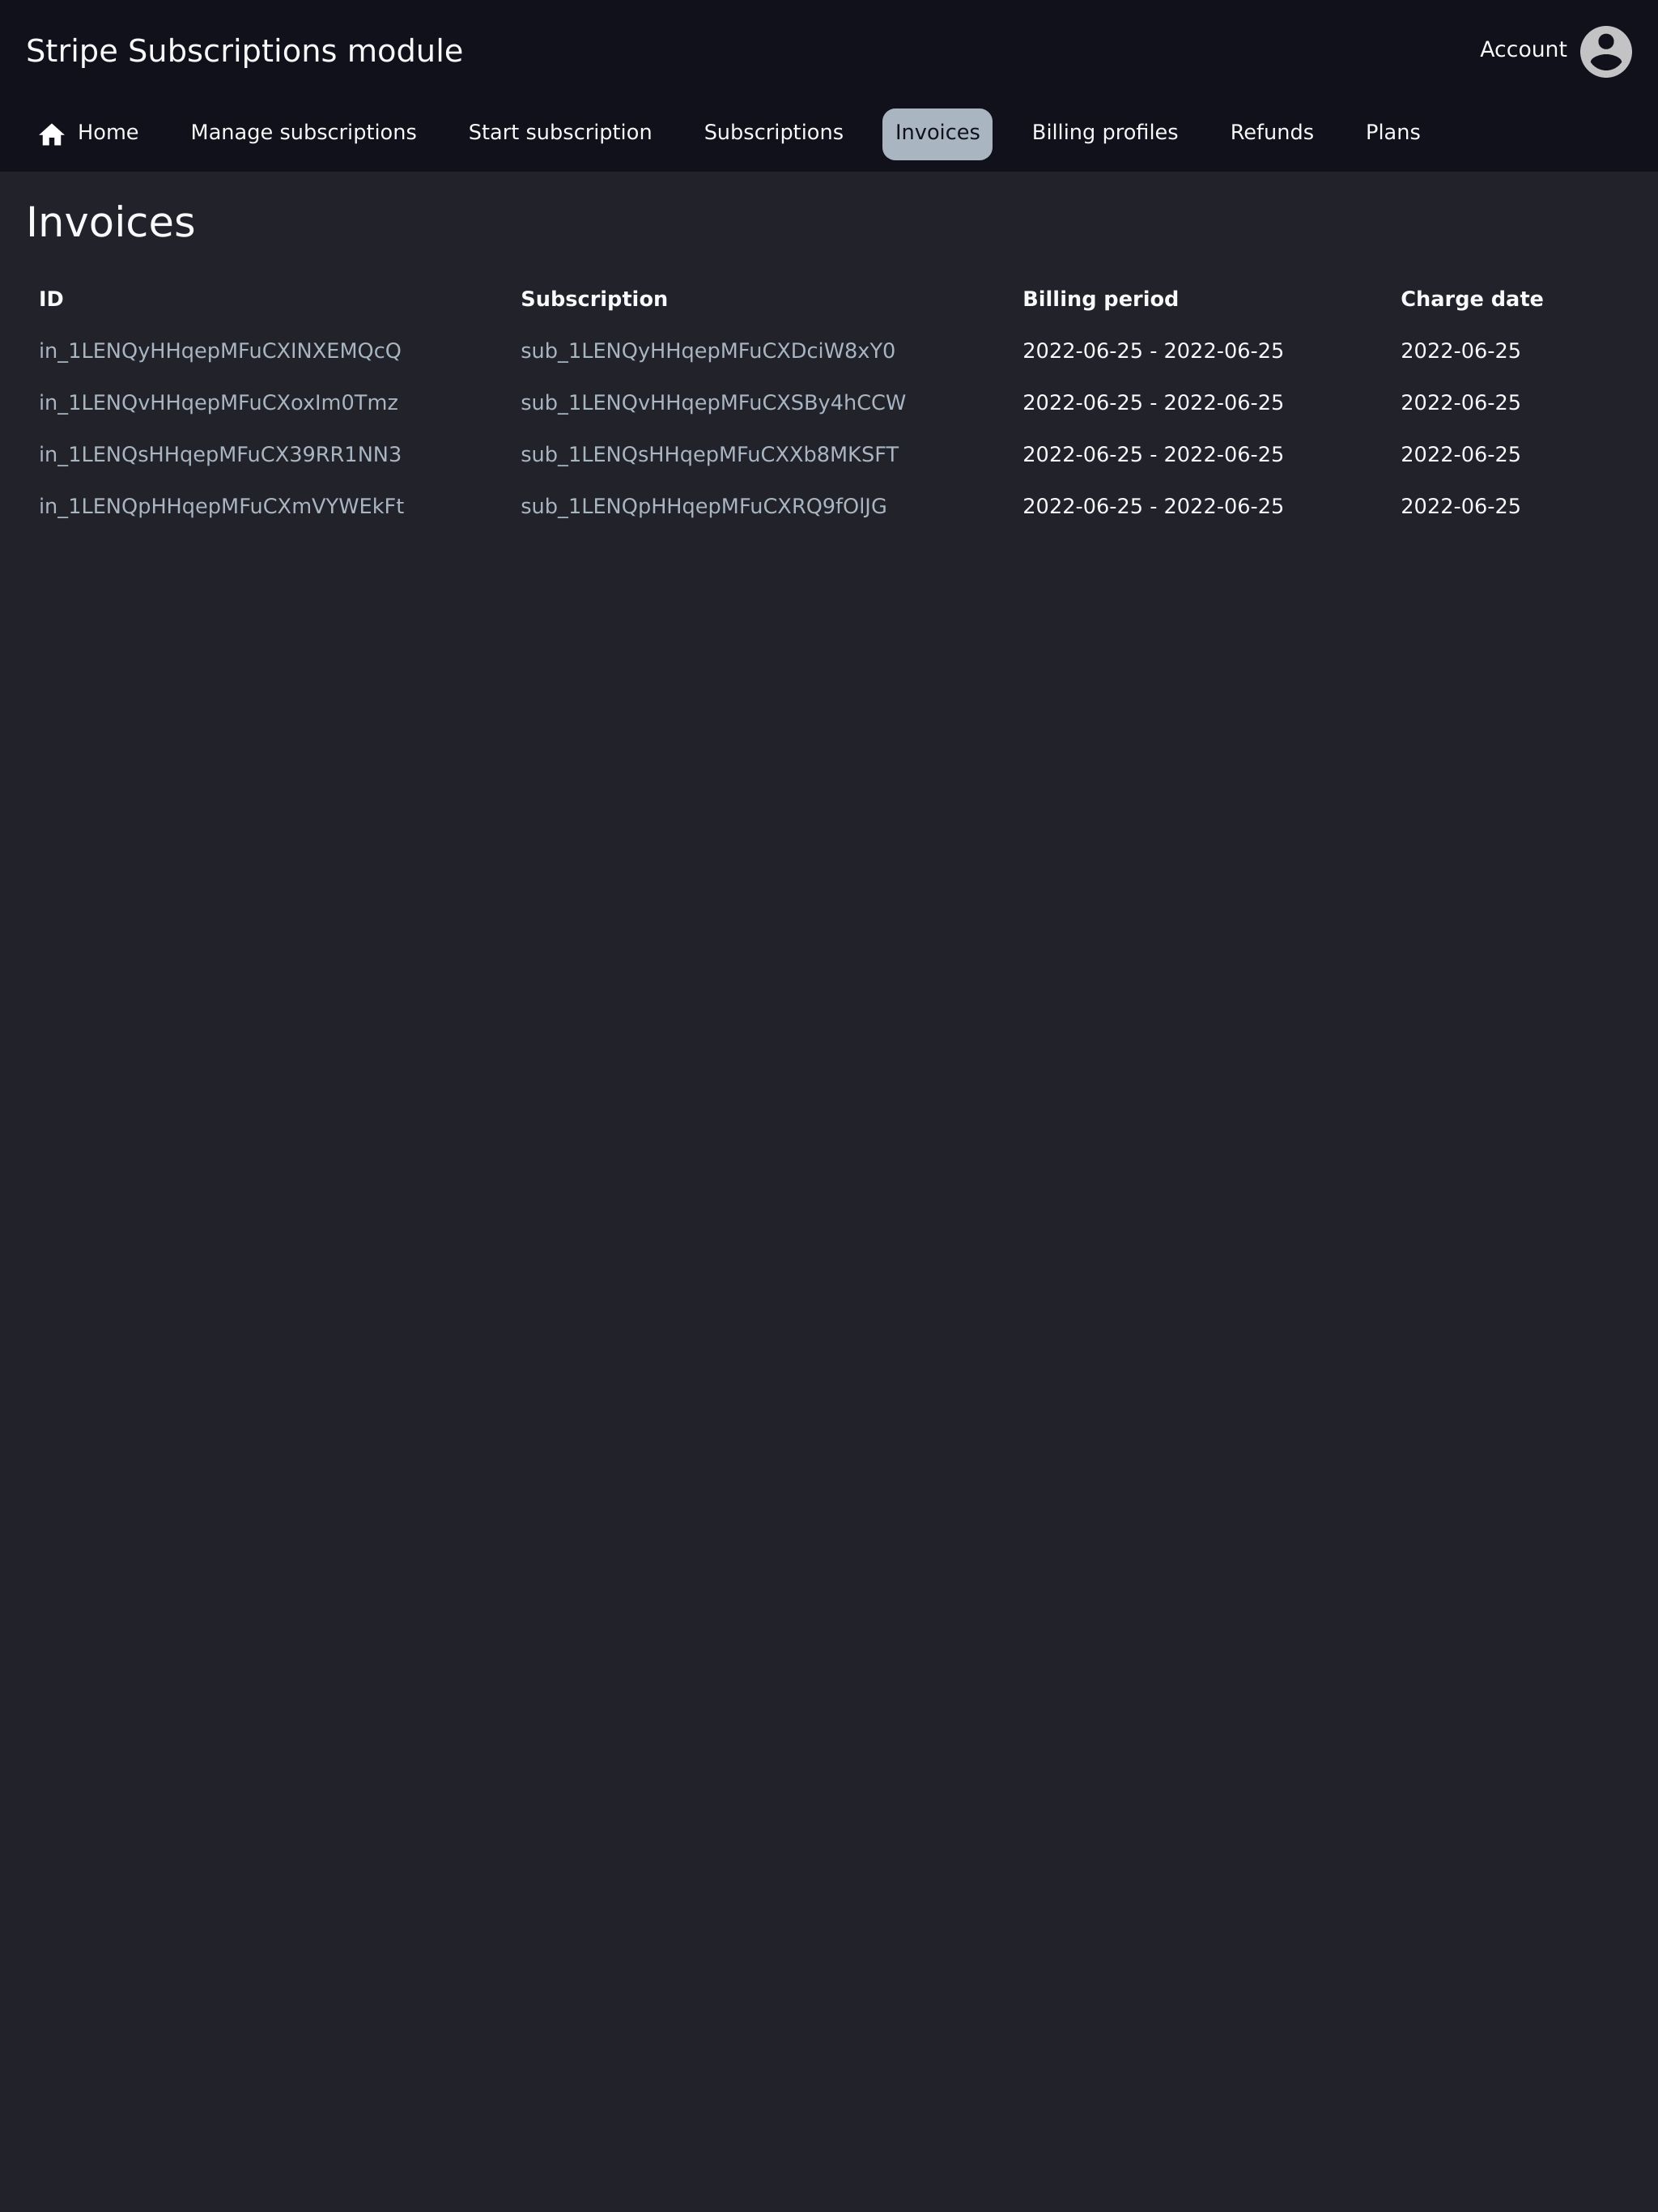 Stripe Subscriptions module
Account
Home Manage subscriptions Start subscription Subscriptions Invoices Billing profiles Refunds Plans
Invoices
ID Subscription Billing period Charge date
in_1LENQyHHqepMFuCXINXEMQcQ sub_1LENQyHHqepMFuCXDciW8xY0 2022-06-25 - 2022-06-25 2022-06-25
in_1LENQvHHqepMFuCXoxIm0Tmz sub_1LENQvHHqepMFuCXSBy4hCCW 2022-06-25 - 2022-06-25 2022-06-25
in_1LENQsHHqepMFuCX39RR1NN3 sub_1LENQsHHqepMFuCXXb8MKSFT 2022-06-25 - 2022-06-25 2022-06-25
in_1LENQpHHqepMFuCXmVYWEkFt sub_1LENQpHHqepMFuCXRQ9fOlJG 2022-06-25 - 2022-06-25 2022-06-25